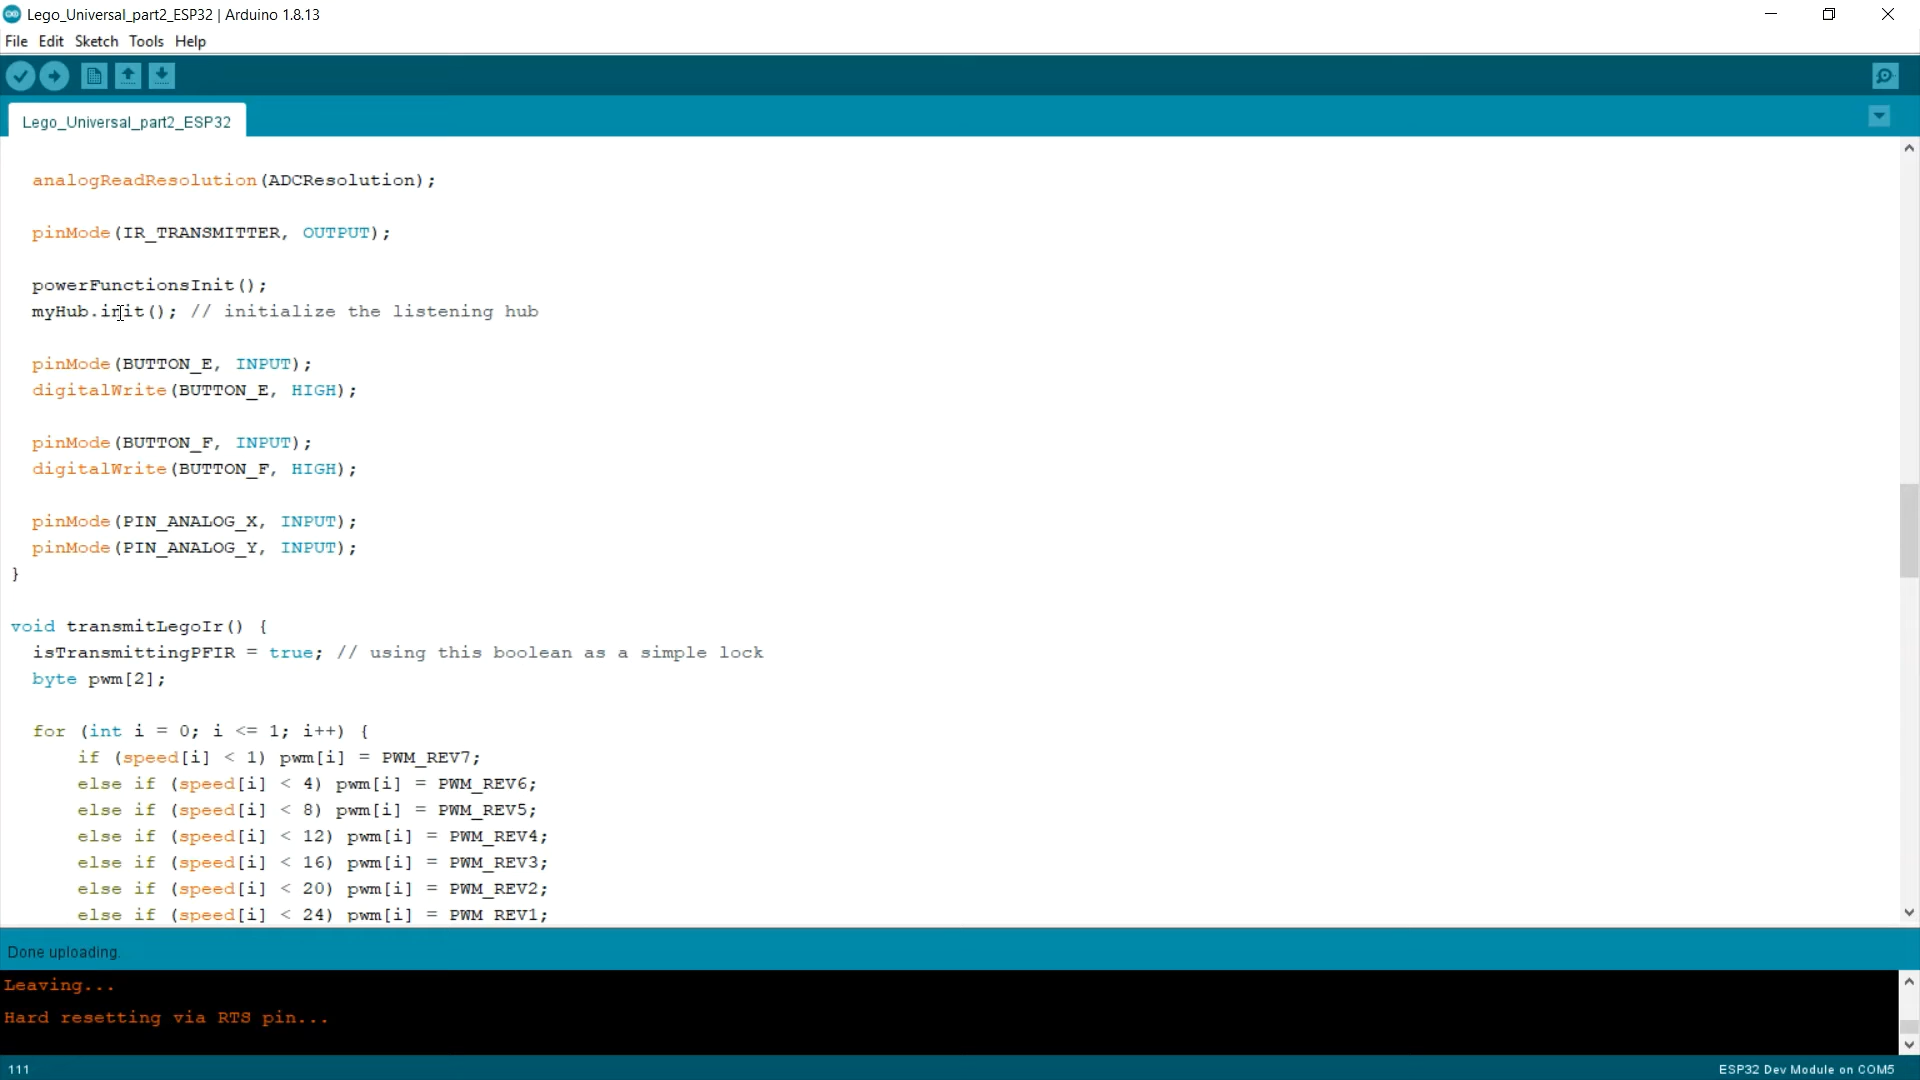 Lego_Universal_part2_ESP32 | Arduino 1.8.13
File Edit Sketch Tools Help
Lego_Universal_part2_ESP32
analogReadResolution(ADCResolution);
pinMode(IR_TRANSMITTER, OUTPUT);
powerFunctionsInit();
myHub.init(); // initialize the listening hub
pinMode(BUTTON_E, INPUT);
digitalWrite(BUTTON_E, HIGH);
pinMode(BUTTON_F, INPUT);
digitalWrite(BUTTON_F, HIGH);
pinMode(PIN_ANALOG_X, INPUT);
pinMode(PIN_ANALOG_Y, INPUT);
}
void transmitLegoIr() {
isTransmittingPFIR = true; // using this boolean as a simple lock
byte pwm[2];
for (int i = 0; i <= 1; i++) {
if (speed[i] < 1) pwm[i] = PWM_REV7;
else if (speed[i] < 4) pwm[i] = PWM_REV6;
else if (speed[i] < 8) pwm[i] = PWM_REV5;
else if (speed[i] < 12) pwm[i] = PWM_REV4;
else if (speed[i] < 16) pwm[i] = PWM_REV3;
else if (speed[i] < 20) pwm[i] = PWM_REV2;
else if (speed[i] < 24) pwm[i] = PWM_REV1;
Done uploading.
Leaving...
Hard resetting via RTS pin...
111
ESP32 Dev Module on COM5